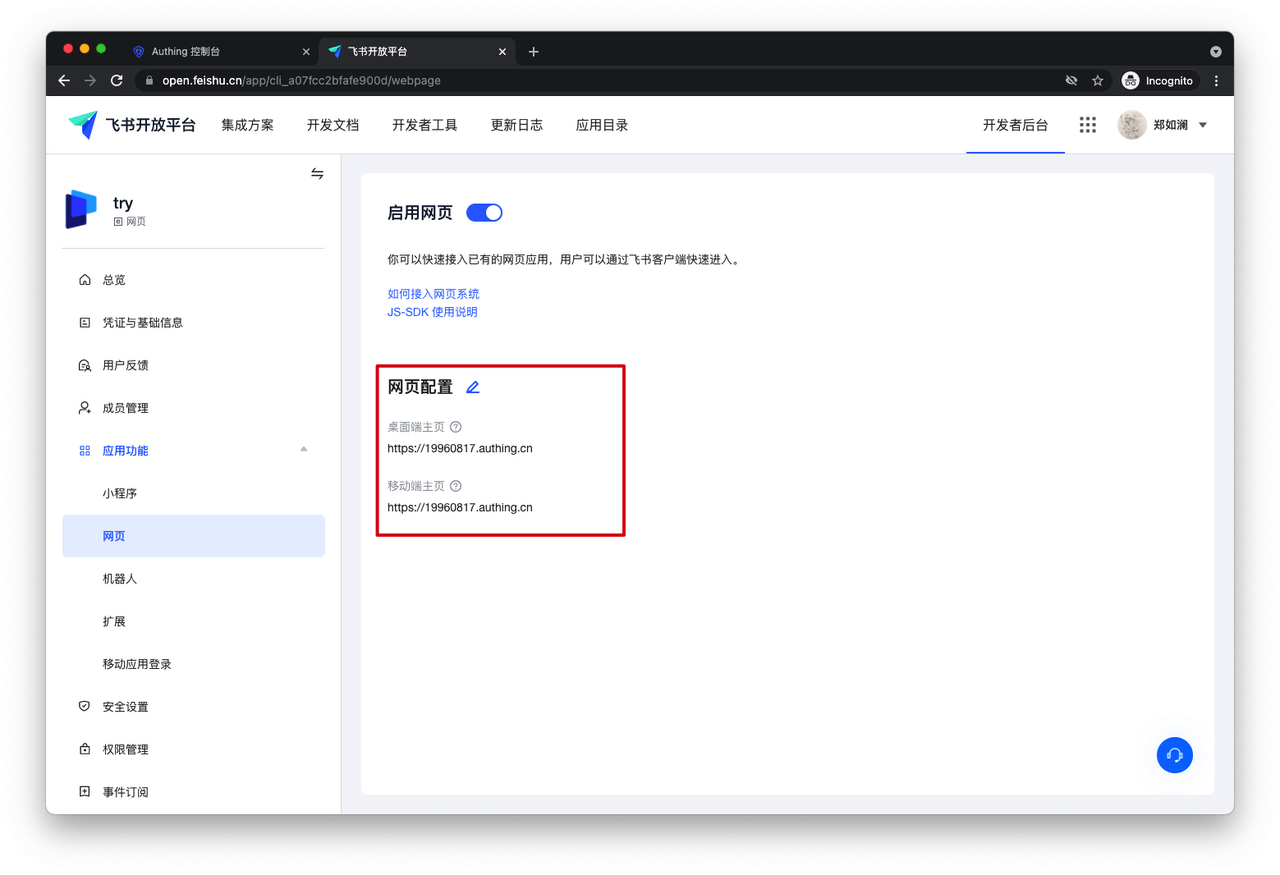 Authing 控制台
飞书开放平台
open.feishu.cn/app/cli_a07fcc2bfafe900d/webpage
Incognito
飞书开放平台
集成方案
开发文档
开发者工具
更新日志
应用目录
开发者后台
郑如澜
try
网页
总览
凭证与基础信息
用户反馈
成员管理
应用功能
小程序
网页
机器人
扩展
移动应用登录
安全设置
权限管理
事件订阅
启用网页
你可以快速接入已有的网页应用，用户可以通过飞书客户端快速进入。
如何接入网页系统
JS-SDK 使用说明
网页配置
桌面端主页
https://19960817.authing.cn
移动端主页
https://19960817.authing.cn